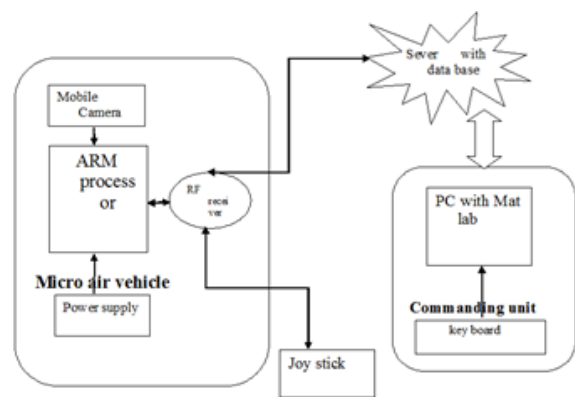 Sever with
data base
Mobile
Camera
ARM
process
or
RF
recei
ver
Micro air vehicle
Power supply
Joy stick
PC with Mat
lab
Commanding unit
key board